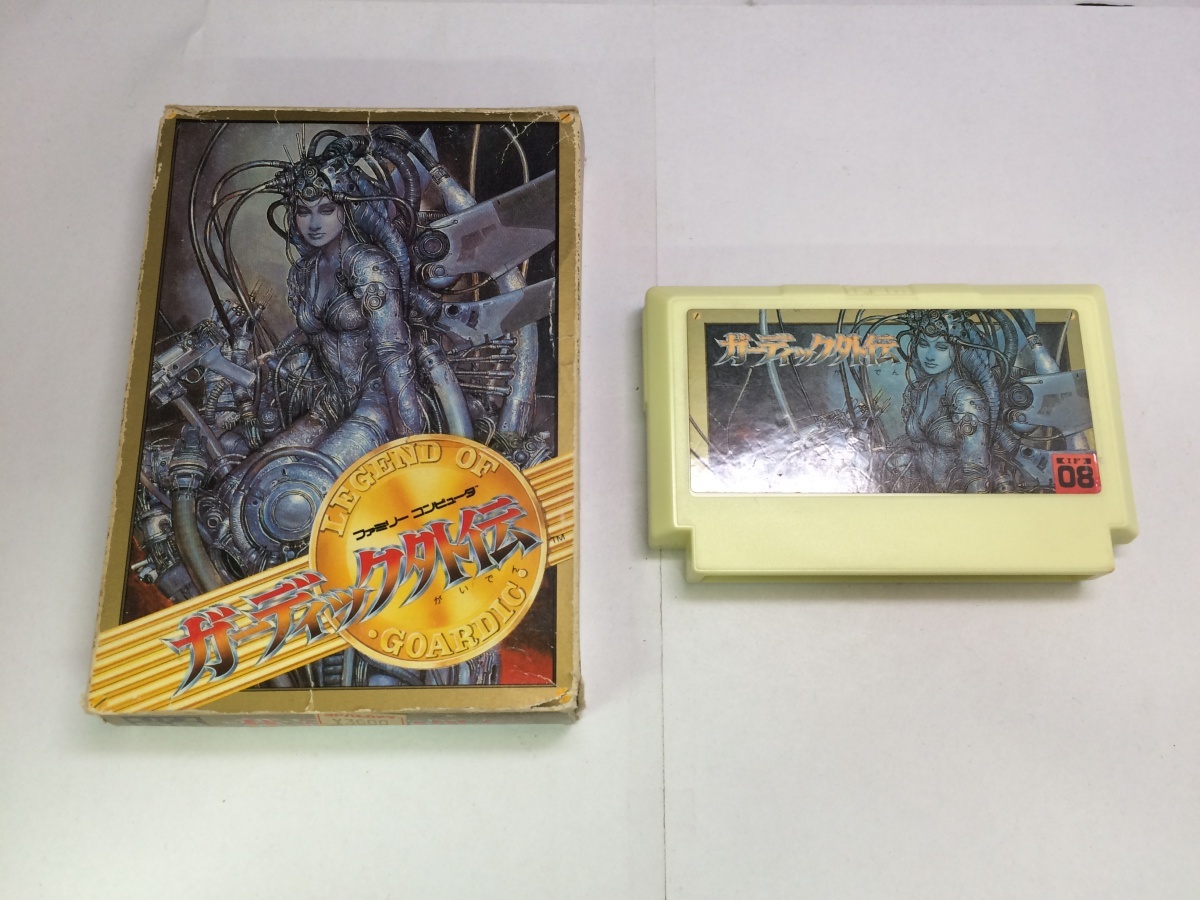 LEGEND OF
ファミリー コンピュータ
ガーディック外伝
がいでん
TM
・GOARDIC・
ガーディック外伝
08